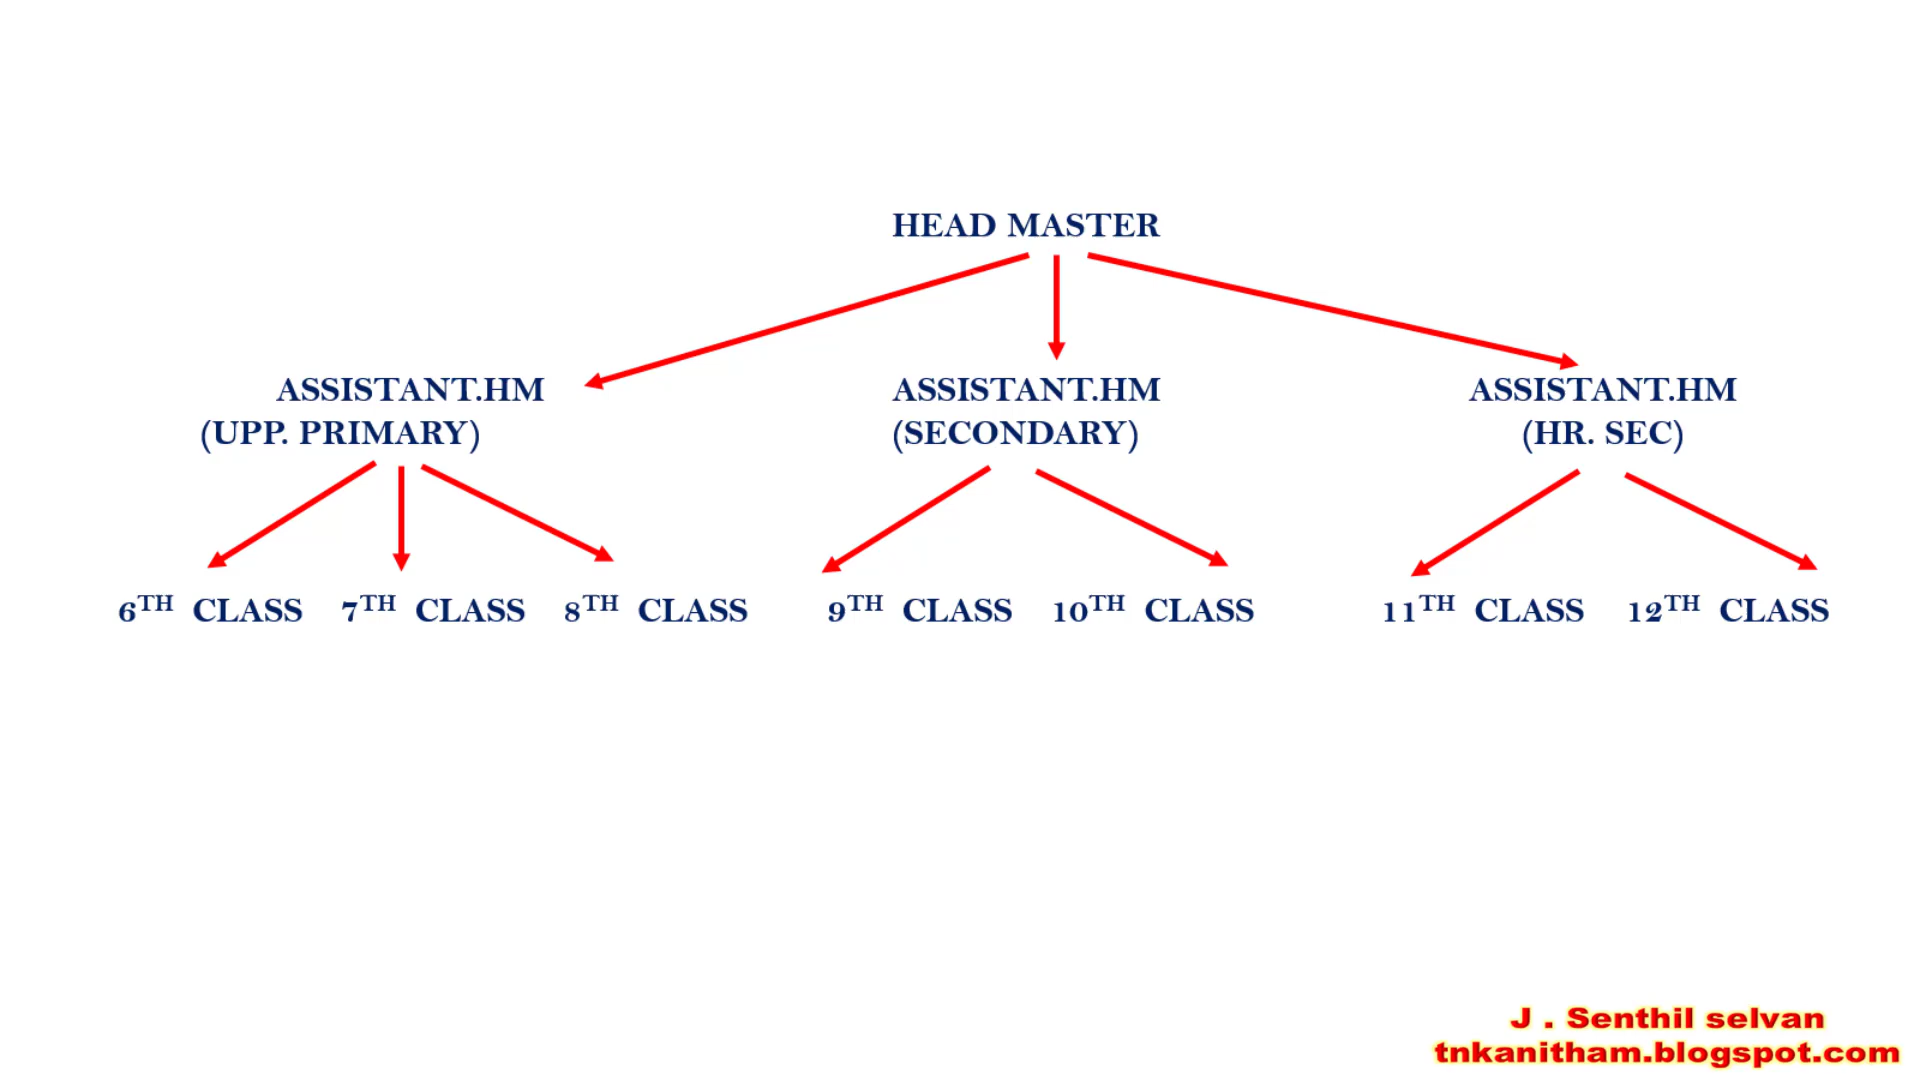 HEAD MASTER
ASSISTANT.HM ASSISTANT.HM ASSISTANT.HM
(UPP. PRIMARY) (SECONDARY) (HR. SEC)
6TH CLASS 7TH CLASS 8TH CLASS 9TH CLASS 10TH CLASS 11TH CLASS 12TH CLASS
J . Senthil selvan
tnkanitham.blogspot.com